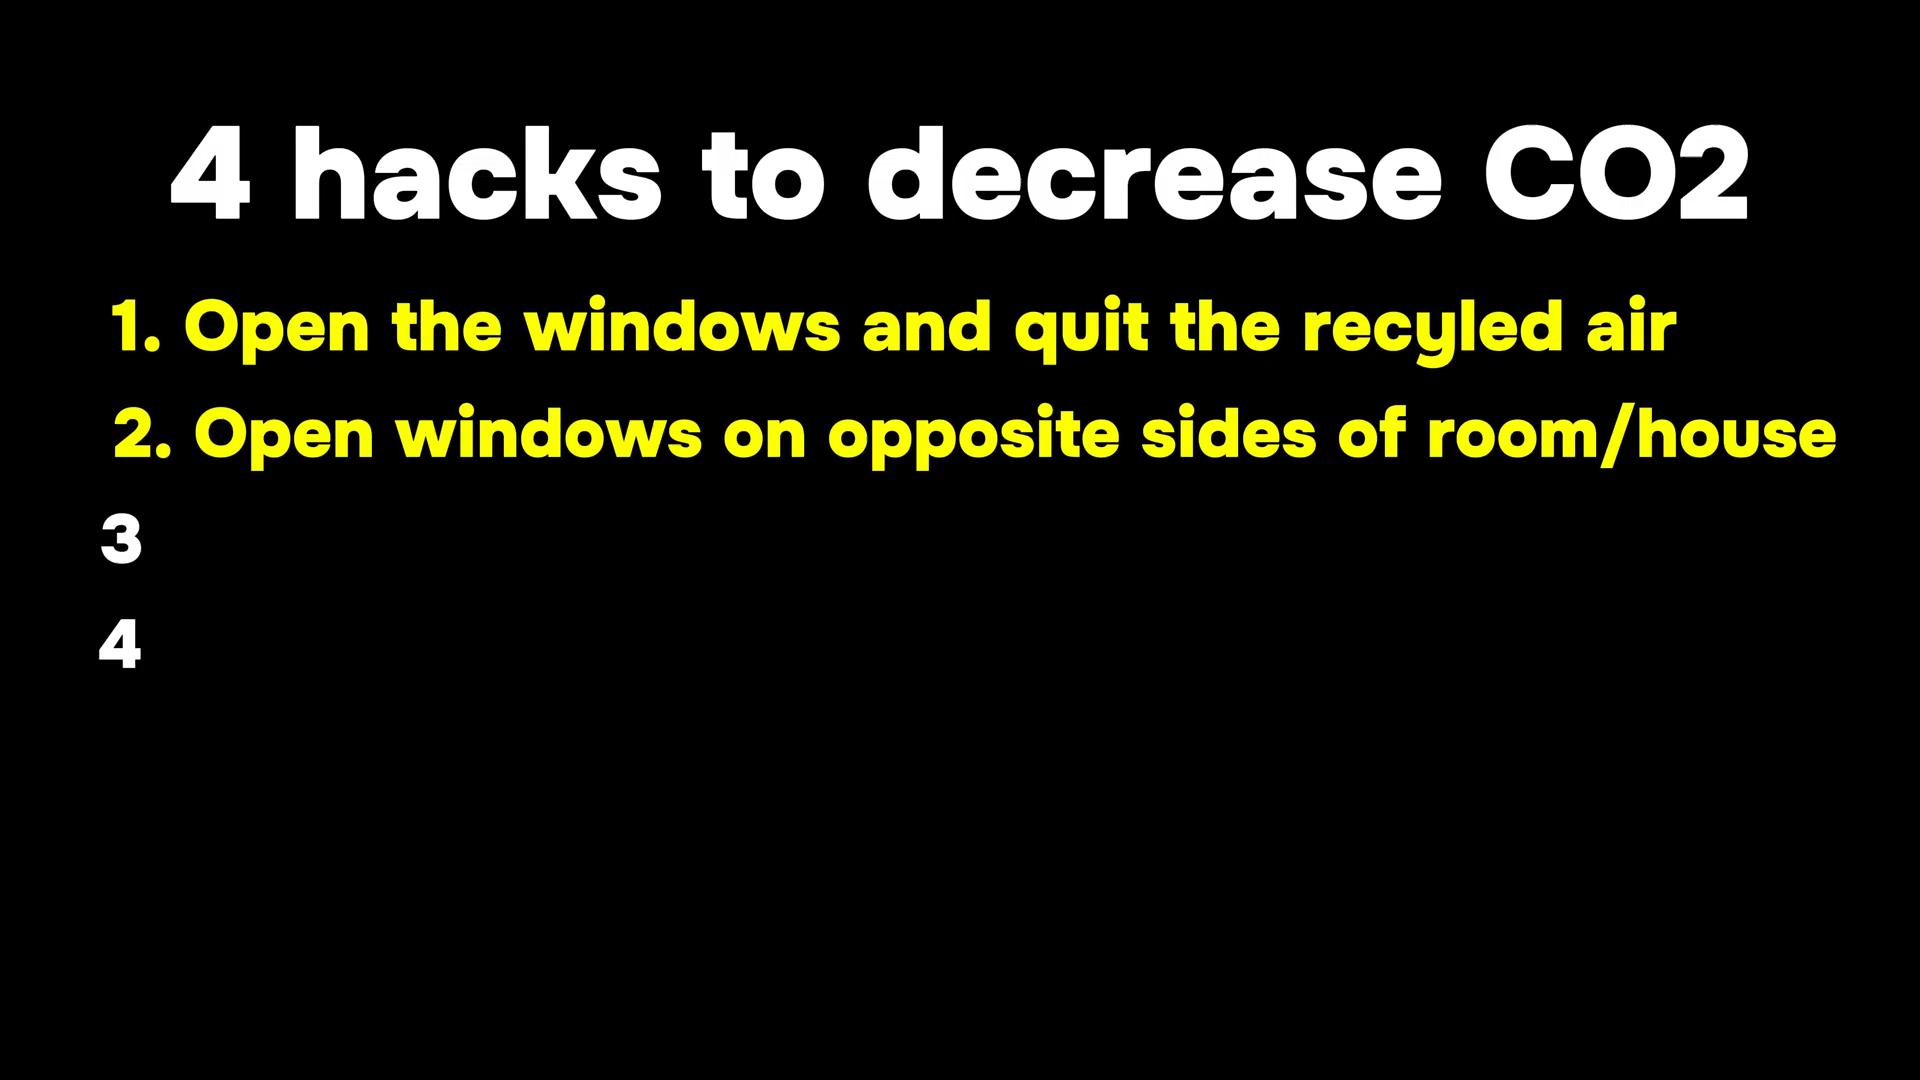 4 hacks to decrease CO2
1. Open the windows and quit the recyled air
2. Open windows on opposite sides of room/house
3
4